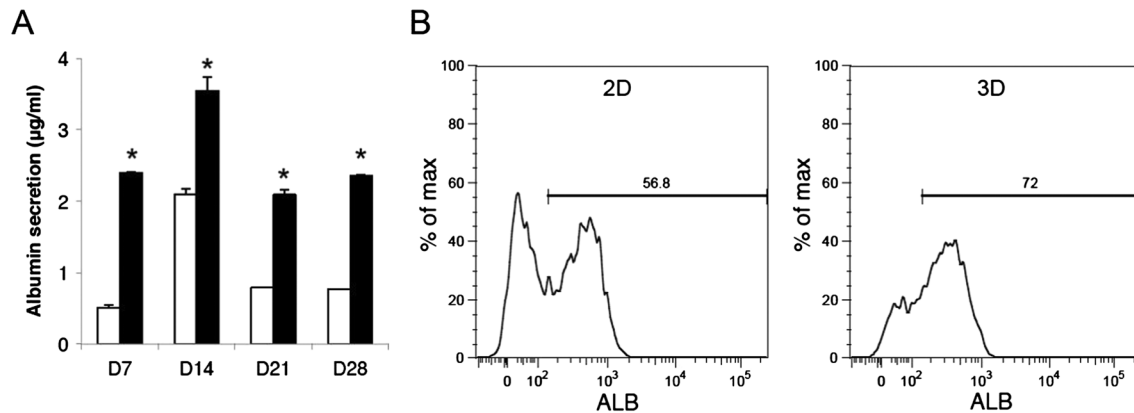 A
Albumin secretion (µg/ml)
4
3
2
1
0
*
*
*
*
D7 D14 D21 D28
B
% of max
100
80
60
40
20
0
2D
56.8
0 10² 10³ 10⁴ 10⁵
ALB
% of max
100
80
60
40
20
0
3D
72
0 10² 10³ 10⁴ 10⁵
ALB